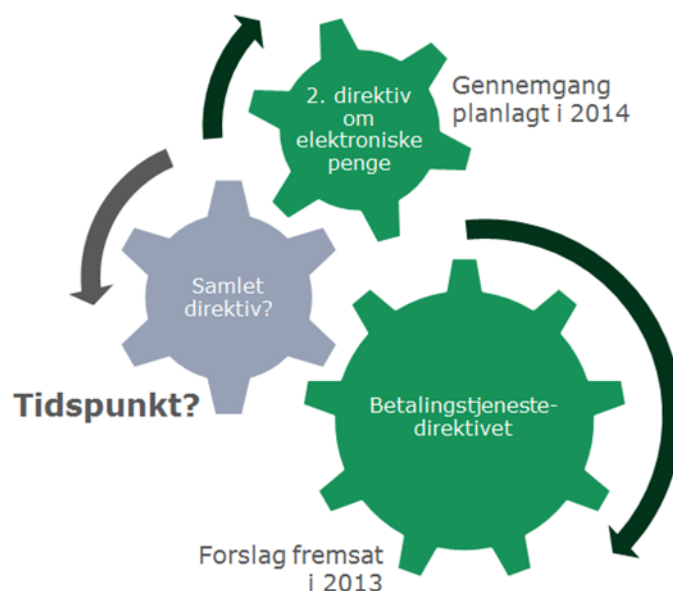 2. direktiv
om
elektroniske
penge
Gennemgang
planlagt i 2014
Samlet
direktiv?
Tidspunkt?
Betalingstjeneste-
direktivet
Forslag fremsat
i 2013